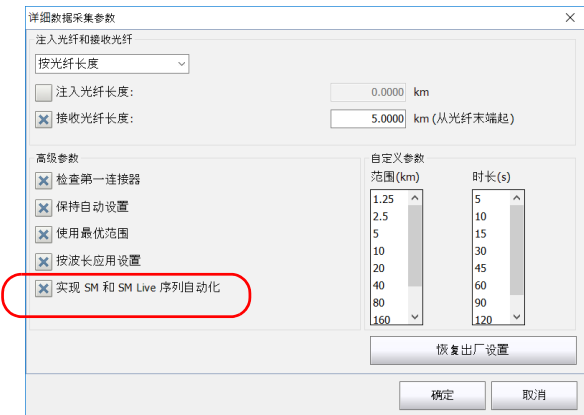 详细数据采集参数
注入光纤和接收光纤
按光纤长度
注入光纤长度:
0.0000 km
接收光纤长度:
5.0000 km (从光纤末端起)
高级参数
检查第一连接器
保持自动设置
使用最优范围
按波长应用设置
实现 SM 和 SM Live 序列自动化
自定义参数
范围(km)
1.25
2.5
5
10
20
40
80
160
时长(s)
5
10
15
30
45
60
90
120
恢复出厂设置
确定
取消